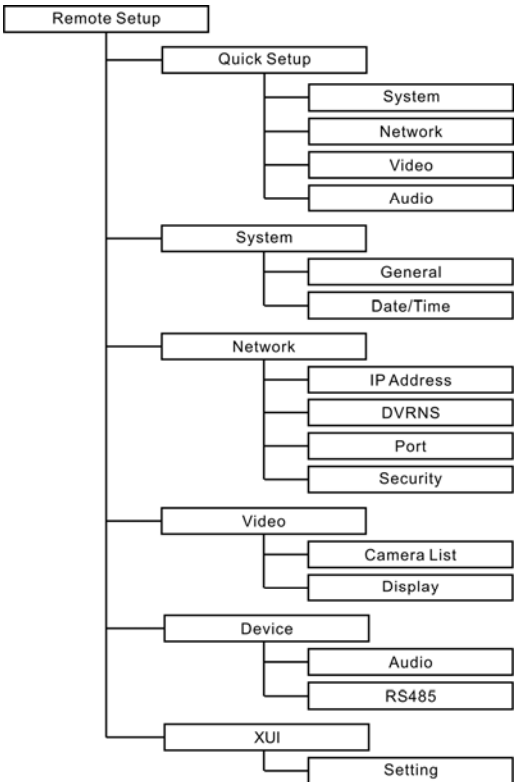 Remote Setup
Quick Setup
System
Network
Video
Audio
System
General
Date/Time
Network
IP Address
DVRNS
Port
Security
Video
Camera List
Display
Device
Audio
RS485
XUI
Setting